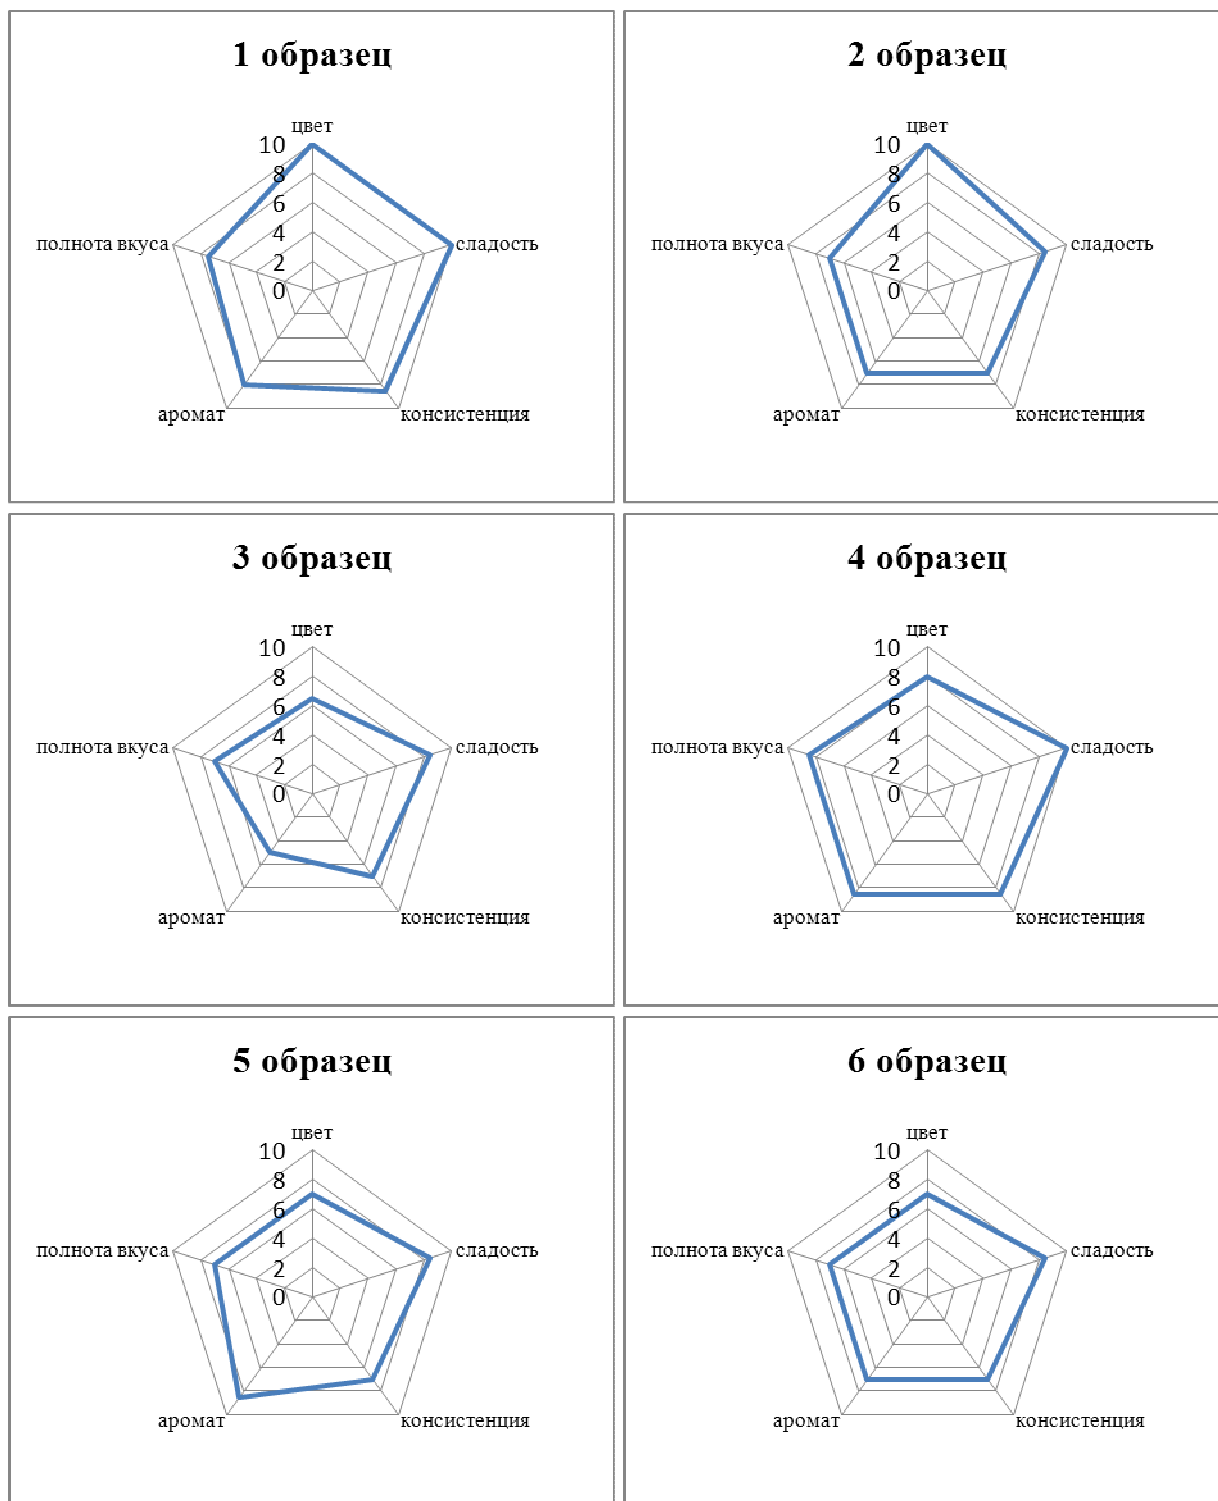 1 образец
цвет
10
8
6
4
2
0
полнота вкуса
сладость
аромат
консистенция
2 образец
цвет
10
8
6
4
2
0
полнота вкуса
сладость
аромат
консистенция
3 образец
цвет
10
8
6
4
2
0
полнота вкуса
сладость
аромат
консистенция
4 образец
цвет
10
8
6
4
2
0
полнота вкуса
сладость
аромат
консистенция
5 образец
цвет
10
8
6
4
2
0
полнота вкуса
сладость
аромат
консистенция
6 образец
цвет
10
8
6
4
2
0
полнота вкуса
сладость
аромат
консистенция